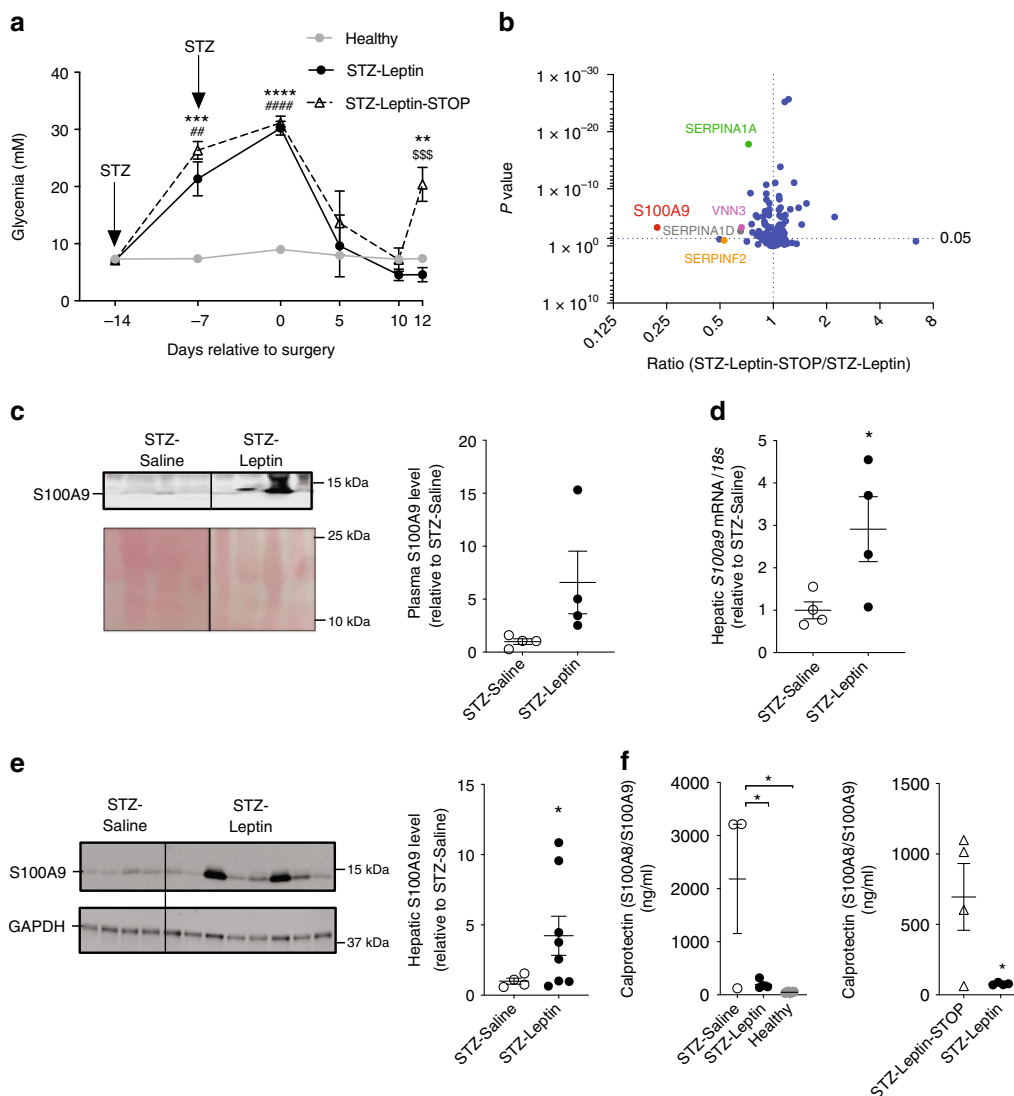 a
STZ
STZ
Healthy
STZ-Leptin
STZ-Leptin-STOP
***
##
****
####
**
$$$
Glycemia (mM)
40
30
20
10
0
–14
–7
0
5
10
12
Days relative to surgery
b
P value
1 × 10⁻³⁰
1 × 10⁻²⁰
1 × 10⁻¹⁰
1 × 10⁰
1 × 10¹⁰
SERPINA1A
S100A9
VNN3
SERPINA1D
SERPINF2
0.05
0.125
0.25
0.5
1
2
4
8
Ratio (STZ-Leptin-STOP/STZ-Leptin)
c
STZ-
Saline
STZ-
Leptin
S100A9
15 kDa
25 kDa
10 kDa
Plasma S100A9 level
(relative to STZ-Saline)
20
15
10
5
0
STZ-Saline
STZ-Leptin
d
Hepatic S100a9 mRNA /18s
(relative to STZ-Saline)
5
4
3
2
1
0
*
STZ-Saline
STZ-Leptin
e
STZ-
Saline
STZ-
Leptin
S100A9
15 kDa
GAPDH
37 kDa
Hepatic S100A9 level
(relative to STZ-Saline)
15
10
5
0
*
STZ-Saline
STZ-Leptin
f
Calprotectin (S100A8/S100A9)
(ng/ml)
4000
3000
2000
1000
0
*
*
STZ-Saline
STZ-Leptin
Healthy
Calprotectin (S100A8/S100A9)
(ng/ml)
1500
1000
500
0
*
STZ-Leptin-STOP
STZ-Leptin